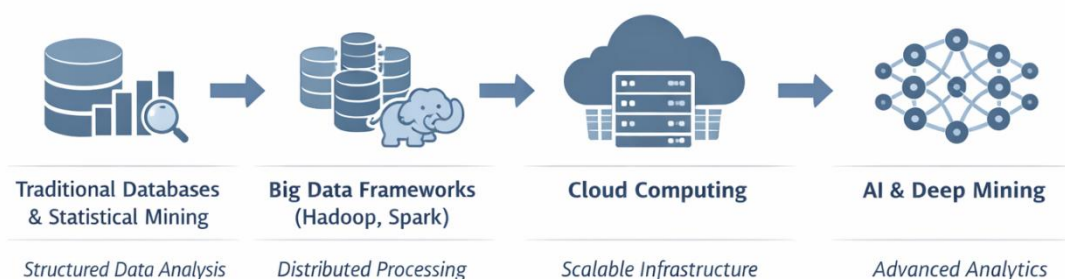 Traditional Databases
& Statistical Mining
Structured Data Analysis
Big Data Frameworks
(Hadoop, Spark)
Distributed Processing
Cloud Computing
Scalable Infrastructure
AI & Deep Mining
Advanced Analytics